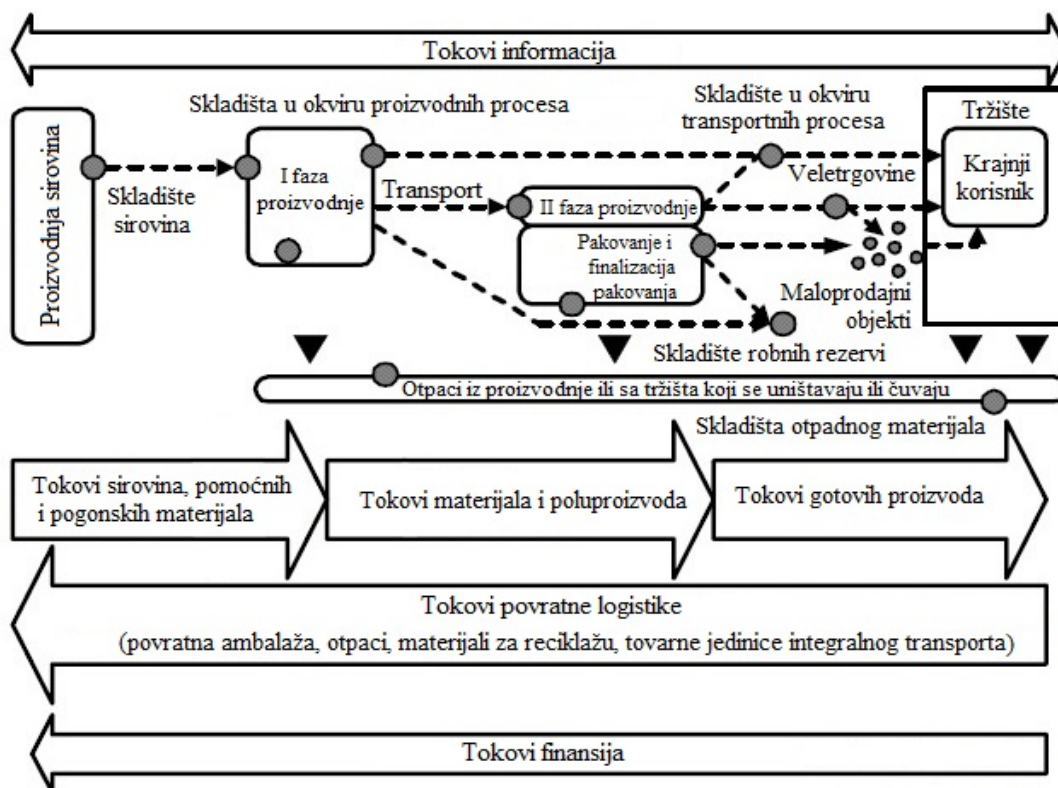 Tokovi informacija
Skladišta u okviru proizvodnih procesa
Skladište u okviru
transportnih procesa
Tržište
Proizvodnja sirovina
Skladište
sirovina
I faza
proizvodnje
Transport
II faza proizvodnje
Pakovanje i
finalizacija
pakovanja
Veletrgovine
Krajnji
korisnik
Maloprodajni
objekti
Skladište robnih rezervi
Otpaci iz proizvodnje ili sa tržišta koji se uništavaju ili čuvaju
Skladišta otpadnog materijala
Tokovi sirovina, pomoćnih
i pogonskih materijala
Tokovi materijala i poluproizvoda
Tokovi gotovih proizvoda
Tokovi povratne logistike
(povratna ambalaža, otpaci, materijali za reciklažu, tovarne jedinice integralnog transporta)
Tokovi finansija